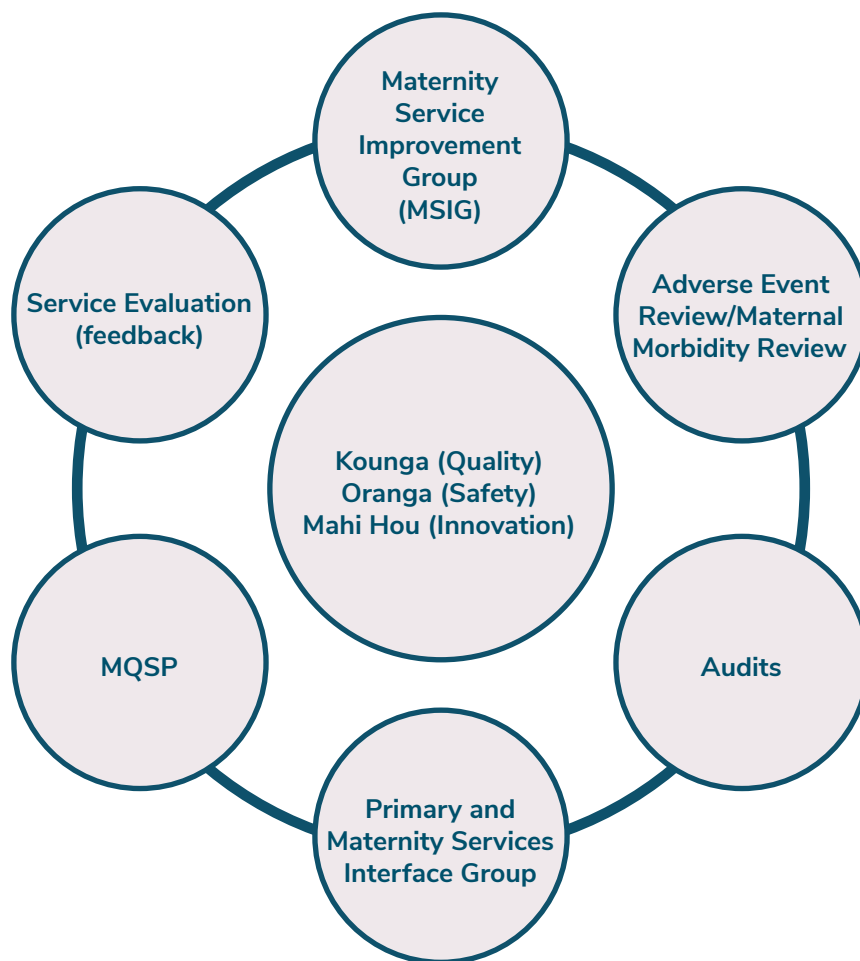 Maternity
Service
Improvement
Group
(MSIG)
Adverse Event
Review/Maternal
Morbidity Review
Service Evaluation
(feedback)
Kounga (Quality)
Oranga (Safety)
Mahi Hou (Innovation)
MQSP
Audits
Primary and
Maternity Services
Interface Group